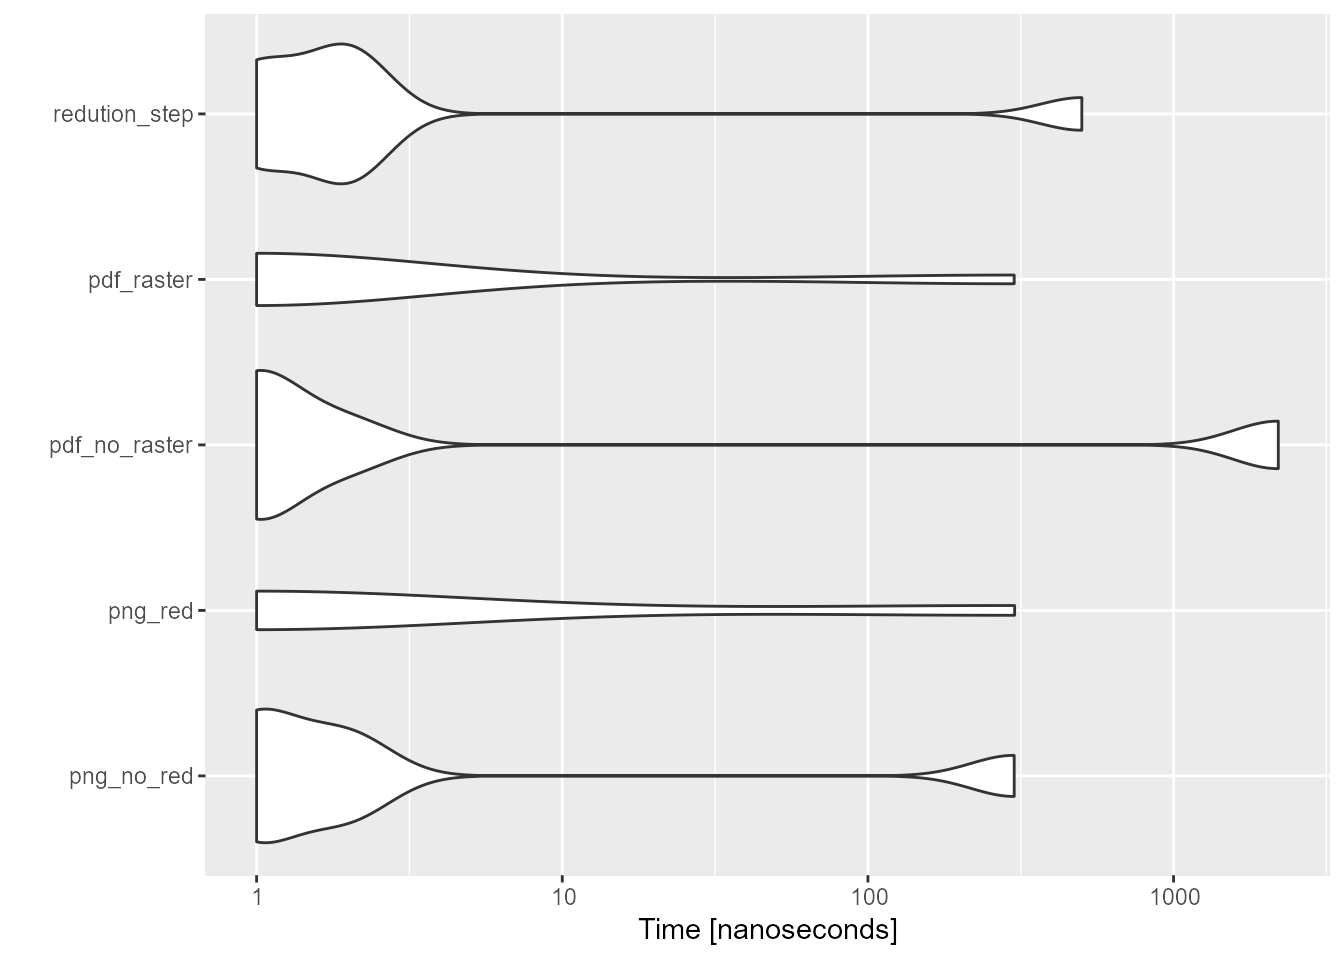 redution_step
pdf_raster
pdf_no_raster
png_red
png_no_red
1 10 100 1000
Time [nanoseconds]